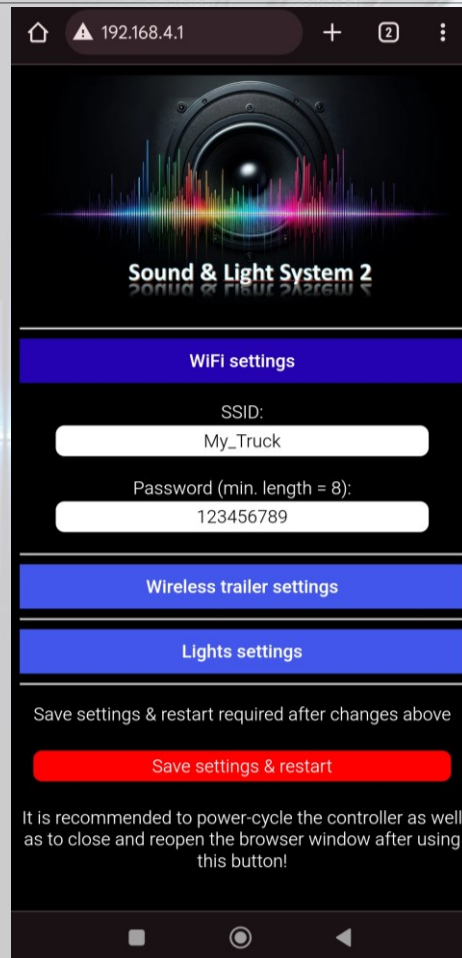 192.168.4.1
2
Sound & Light System 2
WiFi settings
SSID:
My_Truck
Password (min. length = 8):
123456789
Wireless trailer settings
Lights settings
Save settings & restart required after changes above
Save settings & restart
It is recommended to power-cycle the controller as well
as to close and reopen the browser window after using
this button!